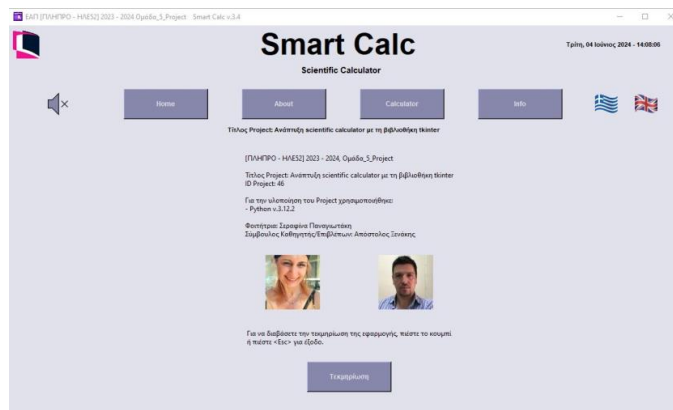 ΕΑΠ [ΠΛΗΠΡΟ - ΗΛΕ52] 2023 - 2024 Ομάδα_5_Project Smart Calc v.3.4
Smart Calc
Τρίτη, 04 Ιούνιος 2024 - 14:08:06
Scientific Calculator
Home
About
Calculator
Info
Τίτλος Project: Ανάπτυξη scientific calculator με τη βιβλιοθήκη tkinter
[ΠΛΗΠΡΟ - ΗΛΕ52] 2023 - 2024, Ομάδα_5_Project
Τίτλος Project: Ανάπτυξη scientific calculator με τη βιβλιοθήκη tkinter
ID Project: 46
Για την υλοποίηση του Project χρησιμοποιήθηκε:
- Python v.3.12.2
Φοιτήτρια: Σεραφίνα Παναγιωτάκη
Σύμβουλος Καθηγητής/Επιβλέπων: Απόστολος Ξενάκης
Για να διαβάσετε την τεκμηρίωση της εφαρμογής, πιέστε το κουμπί
ή πιέστε <Esc> για έξοδο.
Τεκμηρίωση